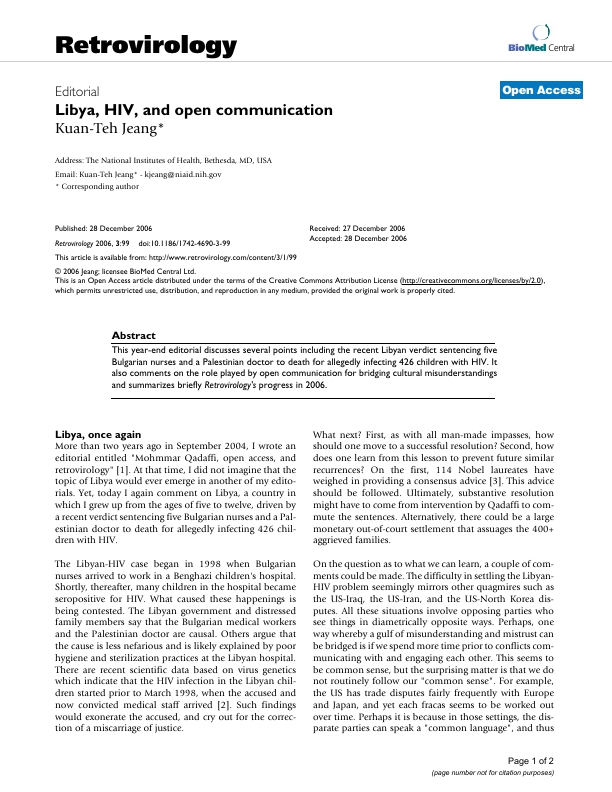 Retrovirology
BioMed Central
Open Access
Editorial
Libya, HIV, and open communication
Kuan-Teh Jeang*
Address: The National Institutes of Health, Bethesda, MD, USA
Email: Kuan-Teh Jeang* - kjeang@niaid.nih.gov
* Corresponding author
Published: 28 December 2006
Retrovirology 2006, 3:99 doi:10.1186/1742-4690-3-99
Received: 27 December 2006
Accepted: 28 December 2006
This article is available from: http://www.retrovirology.com/content/3/1/99
© 2006 Jeang; licensee BioMed Central Ltd.
This is an Open Access article distributed under the terms of the Creative Commons Attribution License (http://creativecommons.org/licenses/by/2.0),
which permits unrestricted use, distribution, and reproduction in any medium, provided the original work is properly cited.
Abstract
This year-end editorial discusses several points including the recent Libyan verdict sentencing five
Bulgarian nurses and a Palestinian doctor to death for allegedly infecting 426 children with HIV. It
also comments on the role played by open communication for bridging cultural misunderstandings
and summarizes briefly Retrovirology's progress in 2006.
Libya, once again
More than two years ago in September 2004, I wrote an
editorial entitled "Mohmmar Qadaffi, open access, and
retrovirology" [1]. At that time, I did not imagine that the
topic of Libya would ever emerge in another of my edito-
rials. Yet, today I again comment on Libya, a country in
which I grew up from the ages of five to twelve, driven by
a recent verdict sentencing five Bulgarian nurses and a Pal-
estinian doctor to death for allegedly infecting 426 chil-
dren with HIV.
The Libyan-HIV case began in 1998 when Bulgarian
nurses arrived to work in a Benghazi children's hospital.
Shortly, thereafter, many children in the hospital became
seropositive for HIV. What caused these happenings is
being contested. The Libyan government and distressed
family members say that the Bulgarian medical workers
and the Palestinian doctor are causal. Others argue that
the cause is less nefarious and is likely explained by poor
hygiene and sterilization practices at the Libyan hospital.
There are recent scientific data based on virus genetics
which indicate that the HIV infection in the Libyan chil-
dren started prior to March 1998, when the accused and
now convicted medical staff arrived [2]. Such findings
would exonerate the accused, and cry out for the correc-
tion of a miscarriage of justice.
What next? First, as with all man-made impasses, how
should one move to a successful resolution? Second, how
does one learn from this lesson to prevent future similar
recurrences? On the first, 114 Nobel laureates have
weighed in providing a consensus advice [3]. This advice
should be followed. Ultimately, substantive resolution
might have to come from intervention by Qadaffi to com-
mute the sentences. Alternatively, there could be a large
monetary out-of-court settlement that assuages the 400+
aggrieved families.
On the question as to what we can learn, a couple of com-
ments could be made. The difficulty in settling the Libyan-
HIV problem seemingly mirrors other quagmires such as
the US-Iraq, the US-Iran, and the US-North Korea dis-
putes. All these situations involve opposing parties who
see things in diametrically opposite ways. Perhaps, one
way whereby a gulf of misunderstanding and mistrust can
be bridged is if we spend more time prior to conflicts com-
municating with and engaging each other. This seems to
be common sense, but the surprising matter is that we do
not routinely follow our "common sense". For example,
the US has trade disputes fairly frequently with Europe
and Japan, and yet each fracas seems to be worked out
over time. Perhaps it is because in those settings, the dis-
parate parties can speak a "common language", and thus
Page 1 of 2
(page number not for citation purposes)